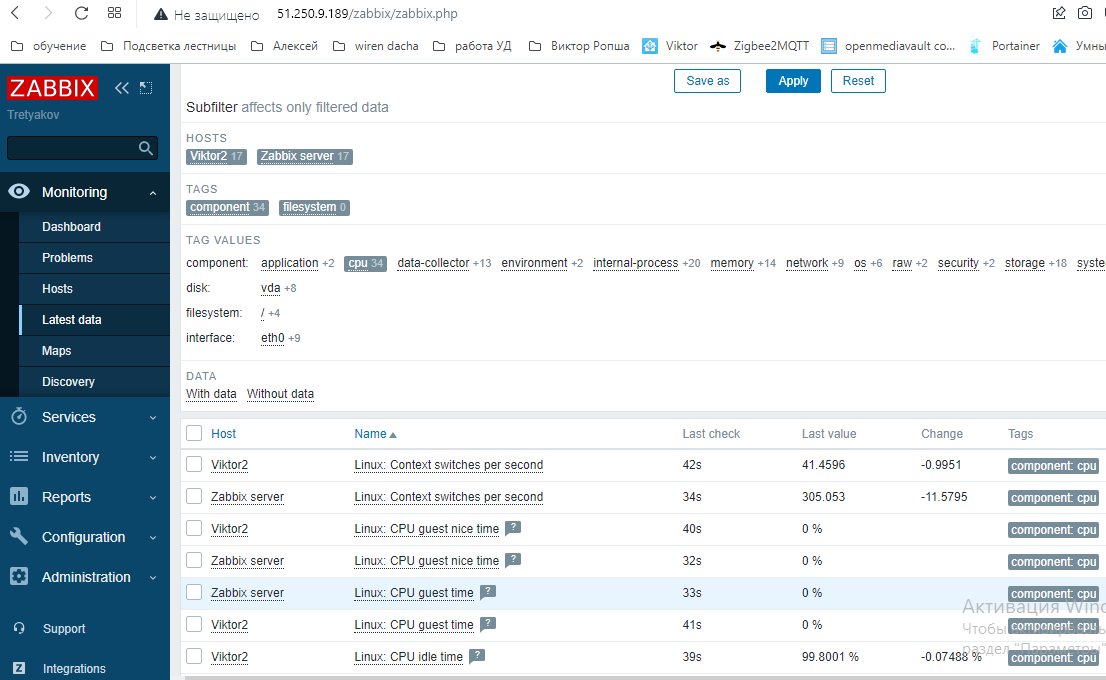 Не защищено 51.250.9.189/zabbix/zabbix.php
обучение Подсветка лестницы Алексей wiren dacha работа УД Виктор Ропша Viktor Zigbee2MQTT openmediavault co... Portainer Умны
ZABBIX
Tretyakov
Monitoring
Dashboard
Problems
Hosts
Latest data
Maps
Discovery
Services
Inventory
Reports
Configuration
Administration
Support
Z Integrations
Save as Apply Reset
Subfilter affects only filtered data
HOSTS
Viktor2 17 Zabbix server 17
TAGS
component 34 filesystem 0
TAG VALUES
component: application +2 cpu 34 data-collector +13 environment +2 internal-process +20 memory +14 network +9 os +6 raw +2 security +2 storage +18 syste
disk: vda +8
filesystem: / +4
interface: eth0 +9
DATA
With data Without data
Host Name Last check Last value Change Tags
Viktor2 Linux: Context switches per second 42s 41.4596 -0.9951 component: cpu
Zabbix server Linux: Context switches per second 34s 305.053 -11.5795 component: cpu
Viktor2 Linux: CPU guest nice time ? 40s 0 % component: cpu
Zabbix server Linux: CPU guest nice time ? 32s 0 % component: cpu
Zabbix server Linux: CPU guest time ? 33s 0 % component: cpu
Активация Wind
Viktor2 Linux: CPU guest time ? 41s 0 % component: cpu
Чтобы
раздел "Параметры"
Viktor2 Linux: CPU idle time ? 39s 99.8001 % -0.07488 % component: cpu